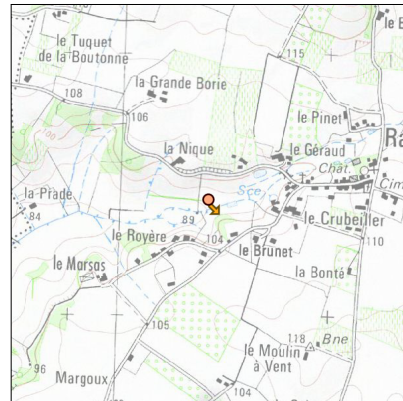 le Tuquet
de la Boutonne
115
la Grande Borie
108
106
le Pinet
la Nique
le Géraud
Chat.
la Prade
84
Sce
89
le Crubeiller
le Royère
104
110
le Brunet
le Marsas
la Bonté
105
118
Bne
le Moulin
à Vent
96
Margoux
104